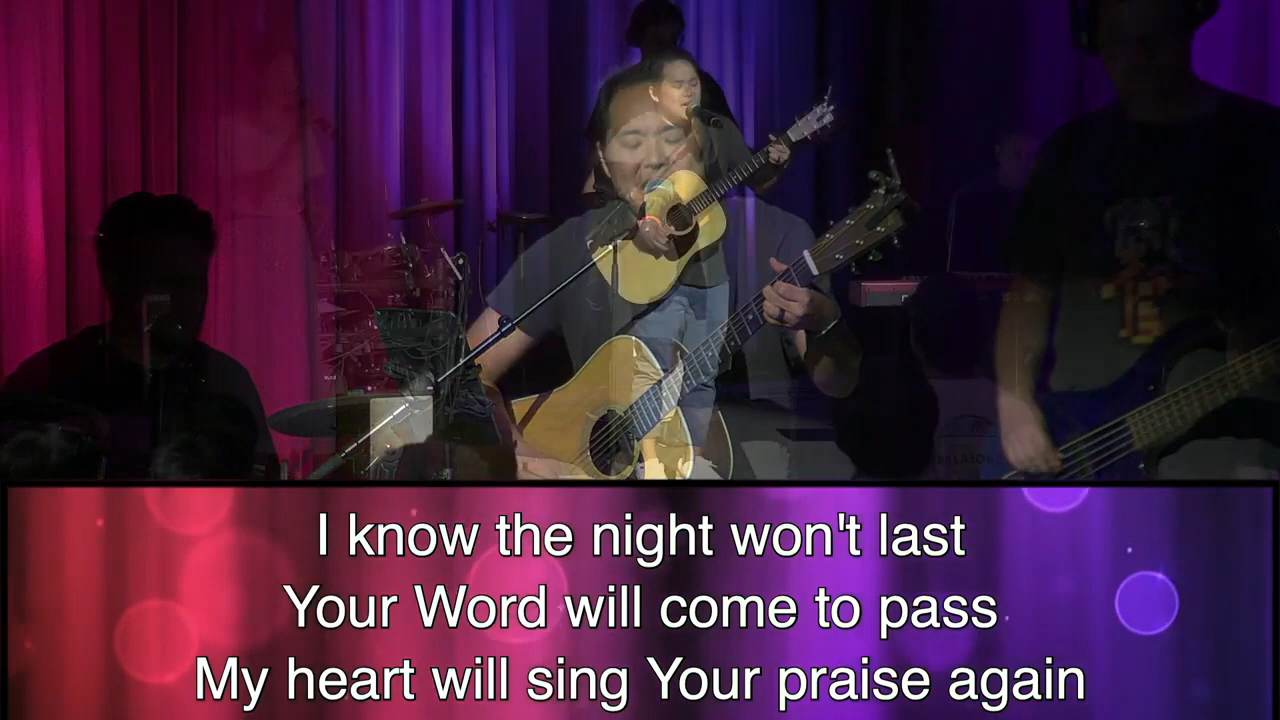 I know the night won't last
Your Word will come to pass
My heart will sing Your praise again